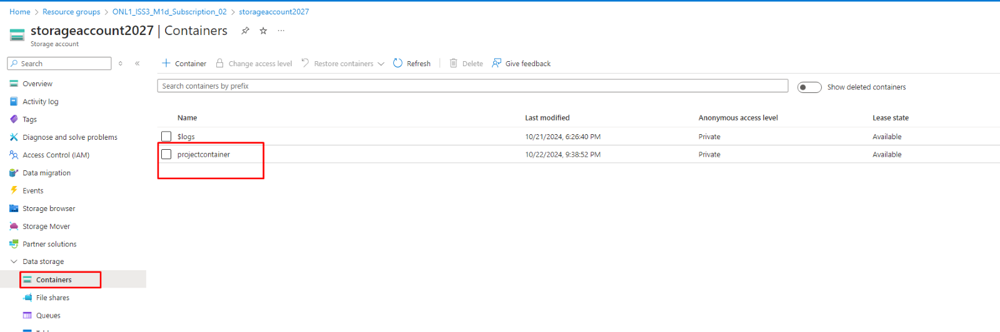 Home > Resource groups > ONL1_ISS3_M1d_Subscription_02 > storageaccount2027
storageaccount2027 | Containers
Storage account
Search
Container
Change access level
Restore containers
Refresh
Delete
Give feedback
Search containers by prefix
Show deleted containers
Overview
Activity log
Tags
Diagnose and solve problems
Access Control (IAM)
Data migration
Events
Storage browser
Storage Mover
Partner solutions
Data storage
Containers
File shares
Queues
Name Last modified Anonymous access level Lease state
$logs 10/21/2024, 6:26:40 PM Private Available
projectcontainer 10/22/2024, 9:38:52 PM Private Available